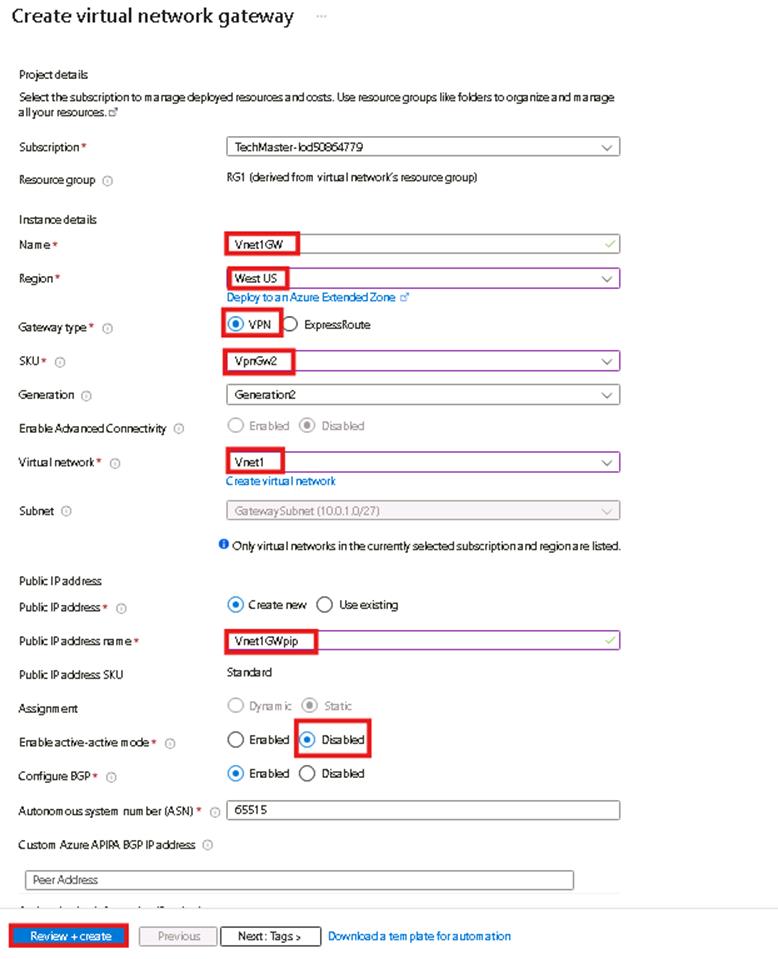 Create virtual network gateway ...
Project details
Select the subscription to manage deployed resources and costs. Use resource groups like folders to organize and manage
all your resources.
Subscription *
TechMaster-lod50864779
Resource group
RG1 (derived from virtual network's resource group)
Instance details
Name *
Vnet1GW
Region *
West US
Deploy to an Azure Extended Zone
Gateway type *
VPN
ExpressRoute
SKU *
VpnGw2
Generation
Generation2
Enable Advanced Connectivity
Enabled
Disabled
Virtual network *
Vnet1
Create virtual network
Subnet
GatewaySubnet (10.0.1.0/27)
Only virtual networks in the currently selected subscription and region are listed.
Public IP address
Public IP address *
Create new
Use existing
Public IP address name *
Vnet1GWpip
Public IP address SKU
Standard
Assignment
Dynamic
Static
Enable active-active mode *
Enabled
Disabled
Configure BGP *
Enabled
Disabled
Autonomous system number (ASN) *
65515
Custom Azure APIPA BGP IP address
Peer Address
Review + create
Previous
Next : Tags >
Download a template for automation